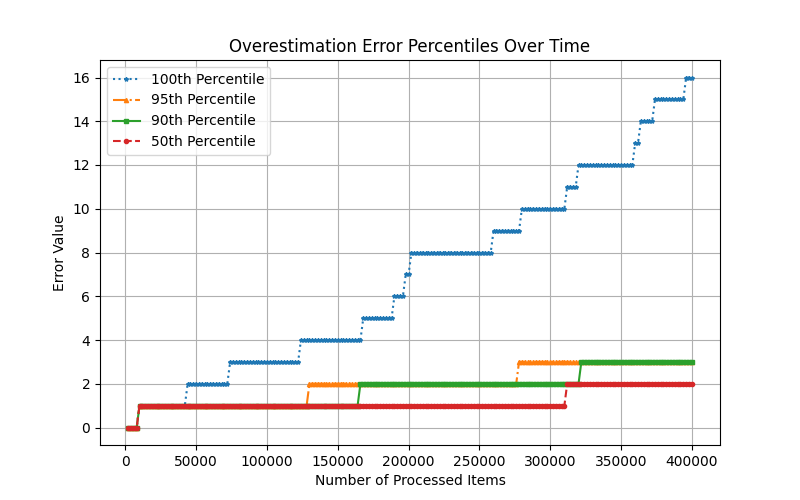 Overestimation Error Percentiles Over Time
100th Percentile
95th Percentile
90th Percentile
50th Percentile
Error Value
16
14
12
10
8
6
4
2
0
0 50000 100000 150000 200000 250000 300000 350000 400000
Number of Processed Items